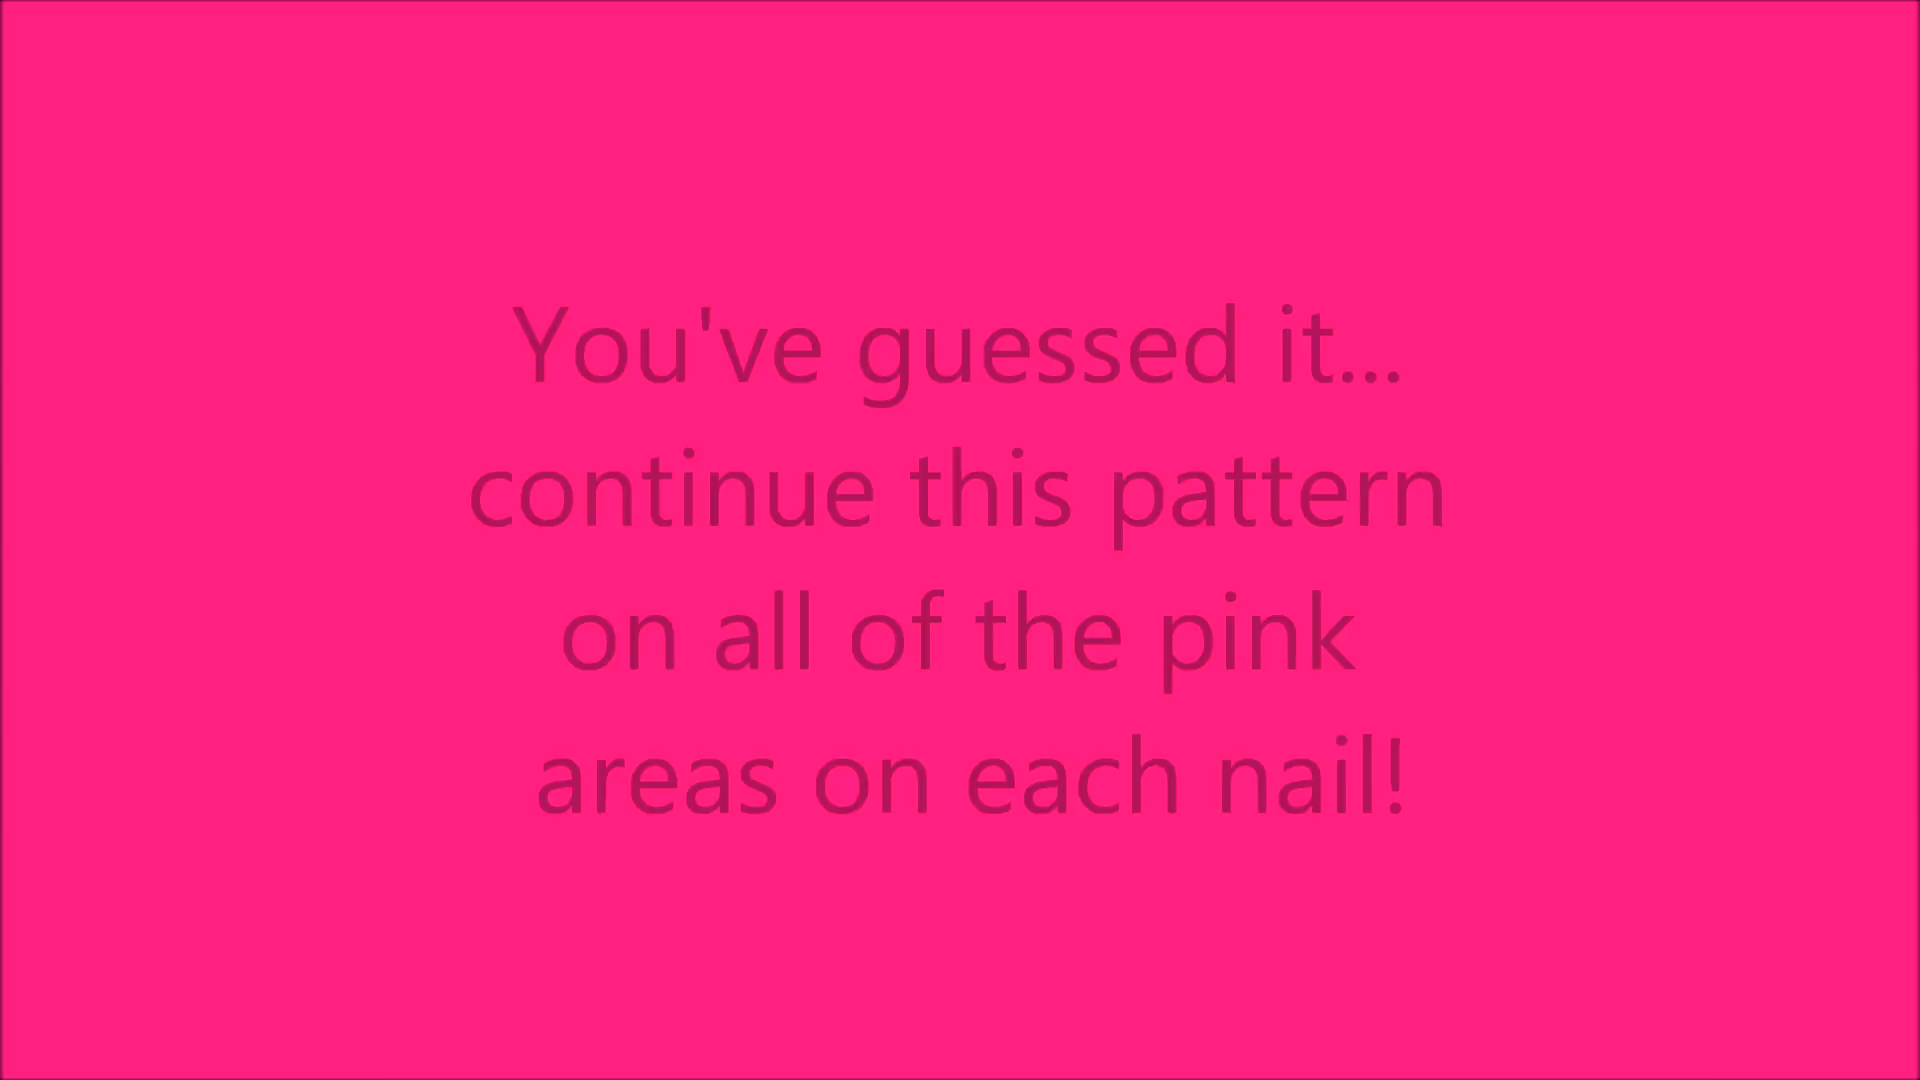 You've guessed it...
continue this pattern
on all of the pink
areas on each nail!